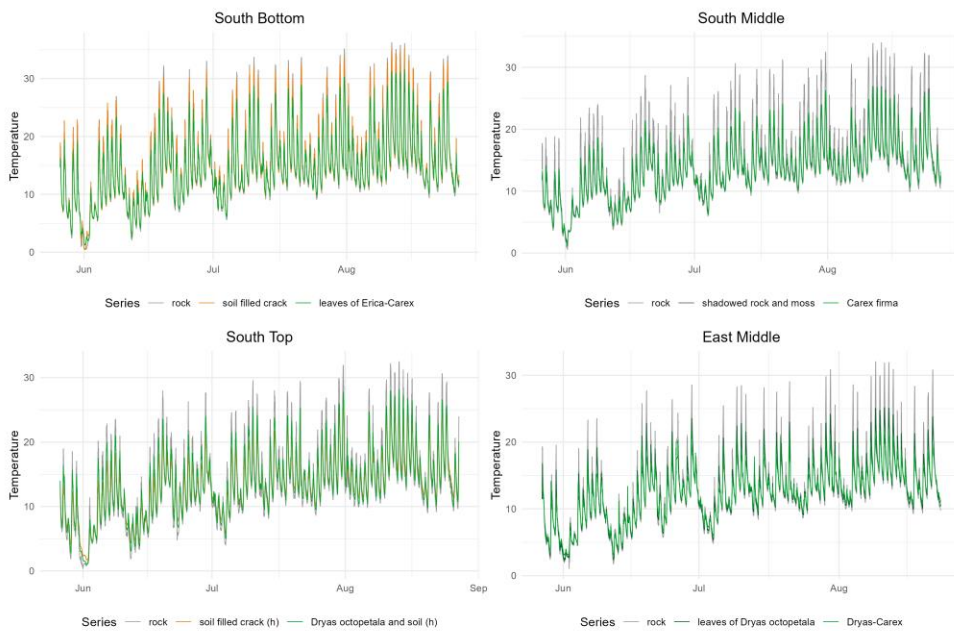 South Bottom
Temperature
30
20
10
0
Jun Jul Aug
Series rock soil filled crack leaves of Erica-Carex
South Middle
Temperature
30
20
10
0
Jun Jul Aug
Series rock shadowed rock and moss Carex firma
South Top
Temperature
30
20
10
0
Jun Jul Aug Sep
Series rock soil filled crack (h) Dryas octopetala and soil (h)
East Middle
Temperature
30
20
10
0
Jun Jul Aug
Series rock leaves of Dryas octopetala Dryas-Carex